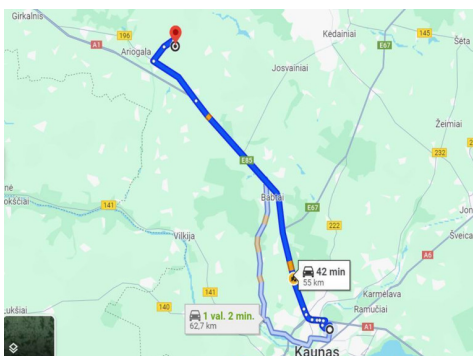 Girkalnis
196
A1
Ariogala
Kėdainiai
145
Šėta
E67
Josvainiai
Žeimiai
232
E85
222
Babtai
E67
141
Vilkija
A6
Šveica
42 min
55 km
Karmėlava
Ramučiai
140
141
1 val. 2 min.
62,7 km
A1
Kaunas